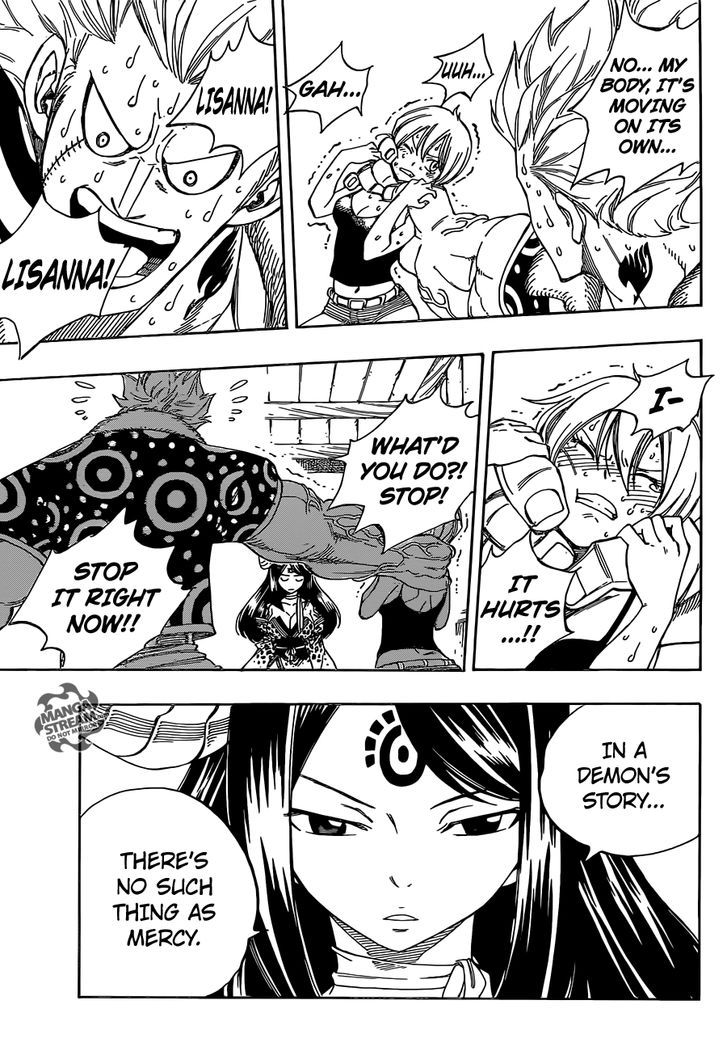 NO... MY
BODY, IT'S
MOVING
ON ITS
OWN...
UUH...
GAH...
LISANNA!
LISANNA!
I-
IT
HURTS
...!!
WHAT'D
YOU DO?!
STOP!
STOP
IT RIGHT
NOW!!
MANGA
STREAM
DO NOT MIRROR
IN A
DEMON'S
STORY...
THERE'S
NO SUCH
THING AS
MERCY.